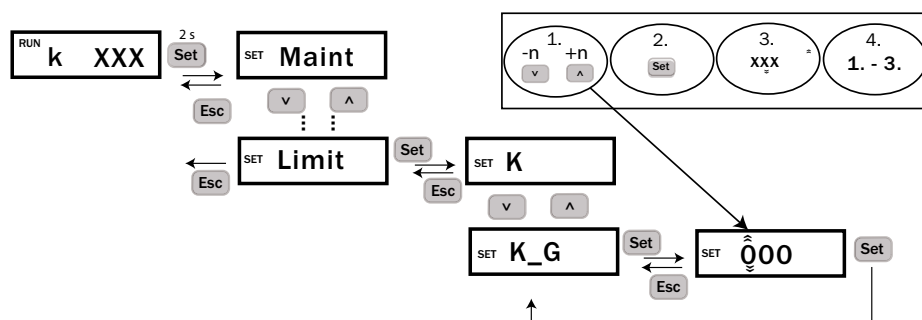 RUN k XXX
2 s
Set
Esc
SET Maint
v ʌ
SET Limit
Esc
Set
Esc
SET K
v ʌ
SET K_G
Set
Esc
SET 000
Set
1.
-n +n
v ʌ
2.
Set
3.
xxx
4.
1. - 3.